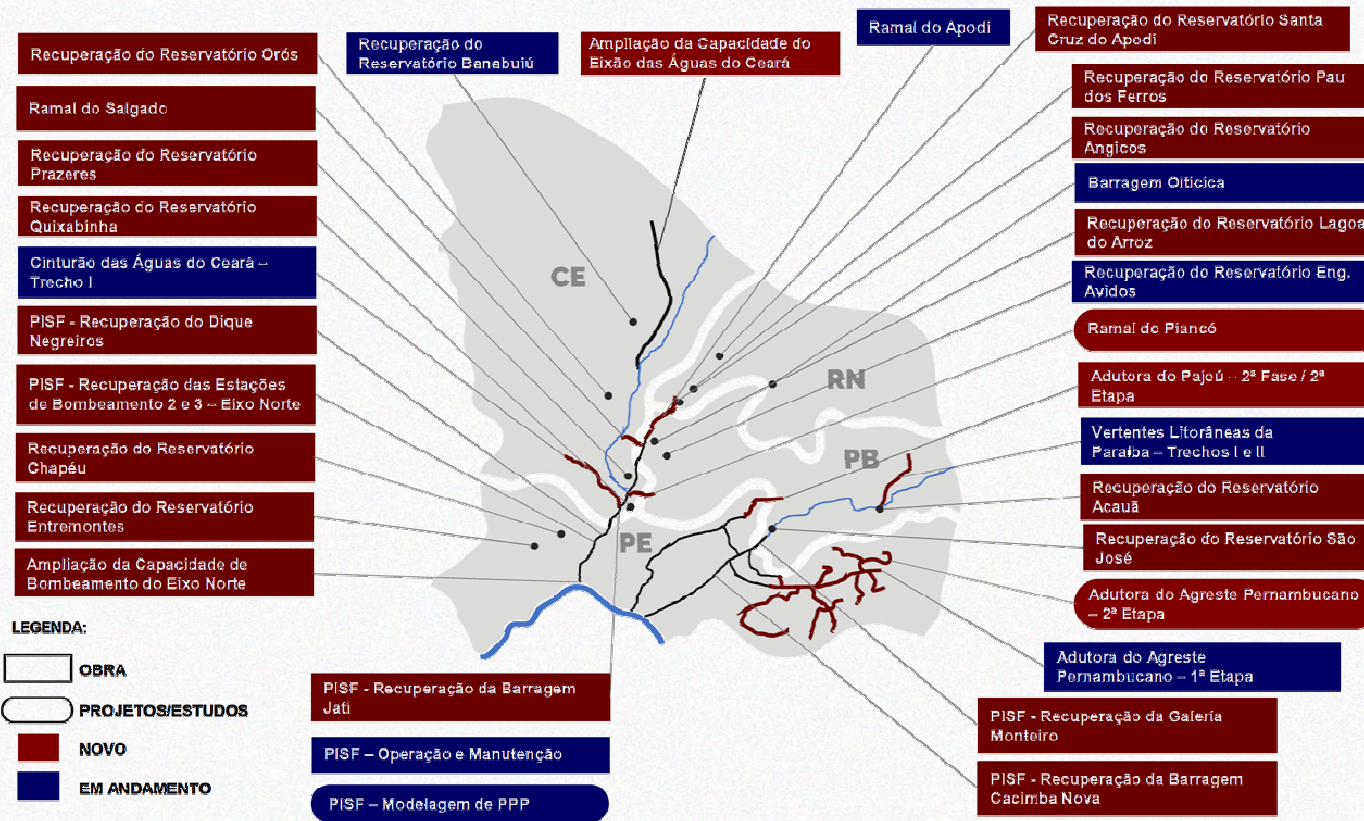 Recuperação do Reservatório Orós
Ramal do Salgado
Recuperação do Reservatório
Prazeres
Recuperação do Reservatório
Quixabinha
Cinturão das Águas do Ceará –
Trecho I
PISF - Recuperação do Dique
Negreiros
PISF - Recuperação das Estações
de Bombeamento 2 e 3 – Eixo Norte
Recuperação do Reservatório
Chapéu
Recuperação do Reservatório
Entremontes
Ampliação da Capacidade de
Bombeamento do Eixo Norte
Recuperação do
Reservatório Banabuiú
Ampliação da Capacidade do
Eixão das Águas do Ceará
Ramal do Apodi
Recuperação do Reservatório Santa
Cruz do Apodi
Recuperação do Reservatório Pau
dos Ferros
Recuperação do Reservatório
Angicos
Barragem Oiticica
Recuperação do Reservatório Lagoa
do Arroz
Recuperação do Reservatório Eng.
Avidos
Ramal do Piancó
Adutora do Pajeú – 2ª Fase / 2ª
Etapa
Vertentes Litorâneas da
Paraíba – Trechos I e II
Recuperação do Reservatório
Acauã
Recuperação do Reservatório São
José
Adutora do Agreste Pernambucano
– 2ª Etapa
Adutora do Agreste
Pernambucano – 1ª Etapa
PISF - Recuperação da Galeria
Monteiro
PISF - Recuperação da Barragem
Cacimba Nova
CE
RN
PB
PE
LEGENDA:
OBRA
PROJETOS/ESTUDOS
NOVO
EM ANDAMENTO
PISF - Recuperação da Barragem
Jati
PISF – Operação e Manutenção
PISF – Modelagem de PPP